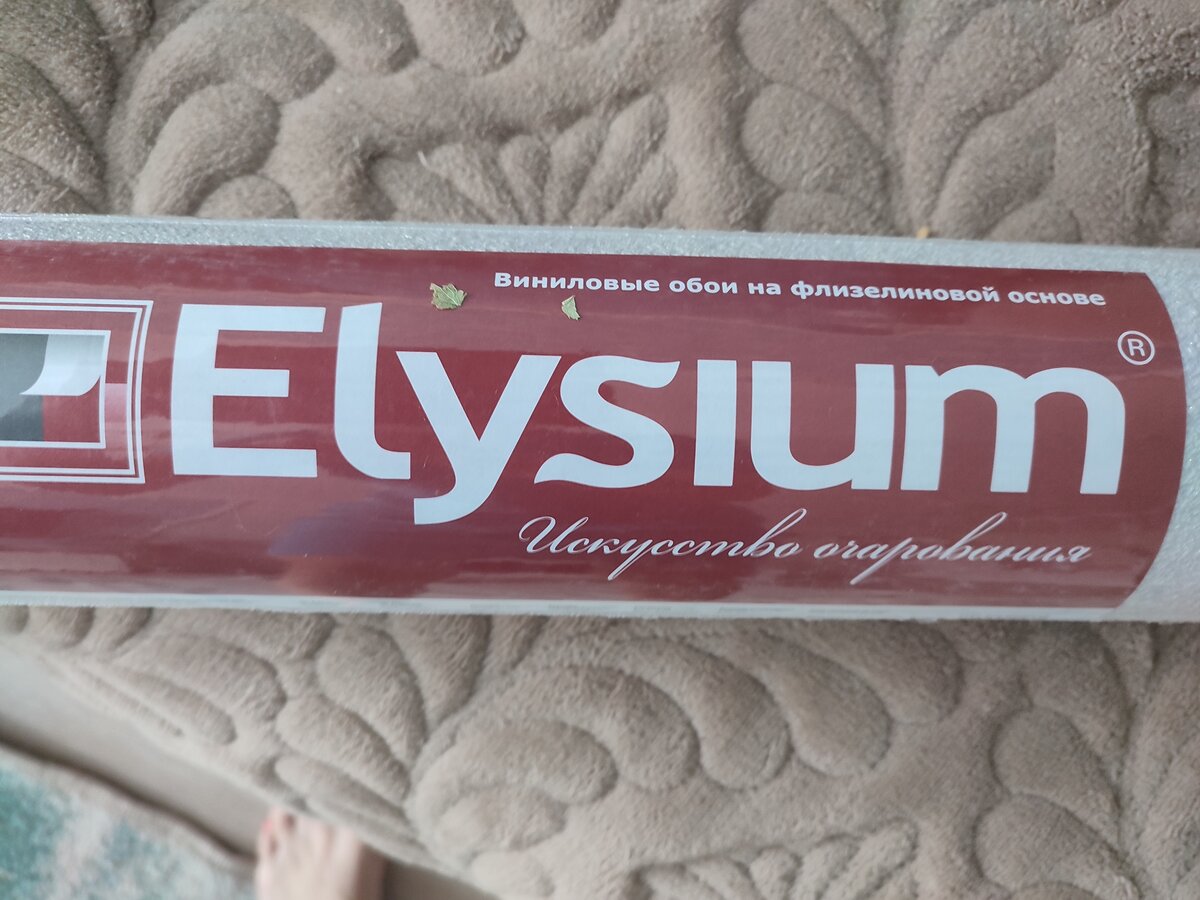 Виниловые обои на флизелиновой основе
Elysium®
Искусство очарования